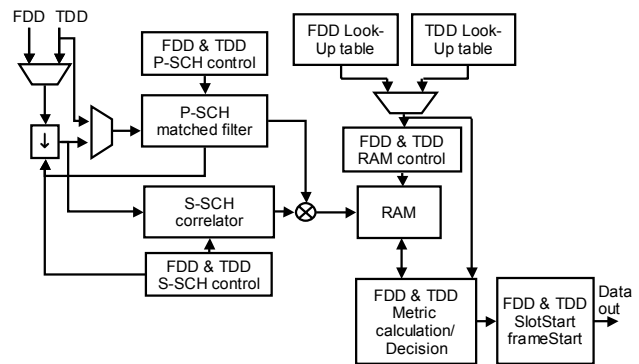 FDD TDD
FDD & TDD
P-SCH control
P-SCH
matched filter
FDD Look-
Up table
TDD Look-
Up table
FDD & TDD
RAM control
↓
S-SCH
correlator
RAM
FDD & TDD
S-SCH control
FDD & TDD
Metric
calculation/
Decision
FDD & TDD
SlotStart
frameStart
Data
out